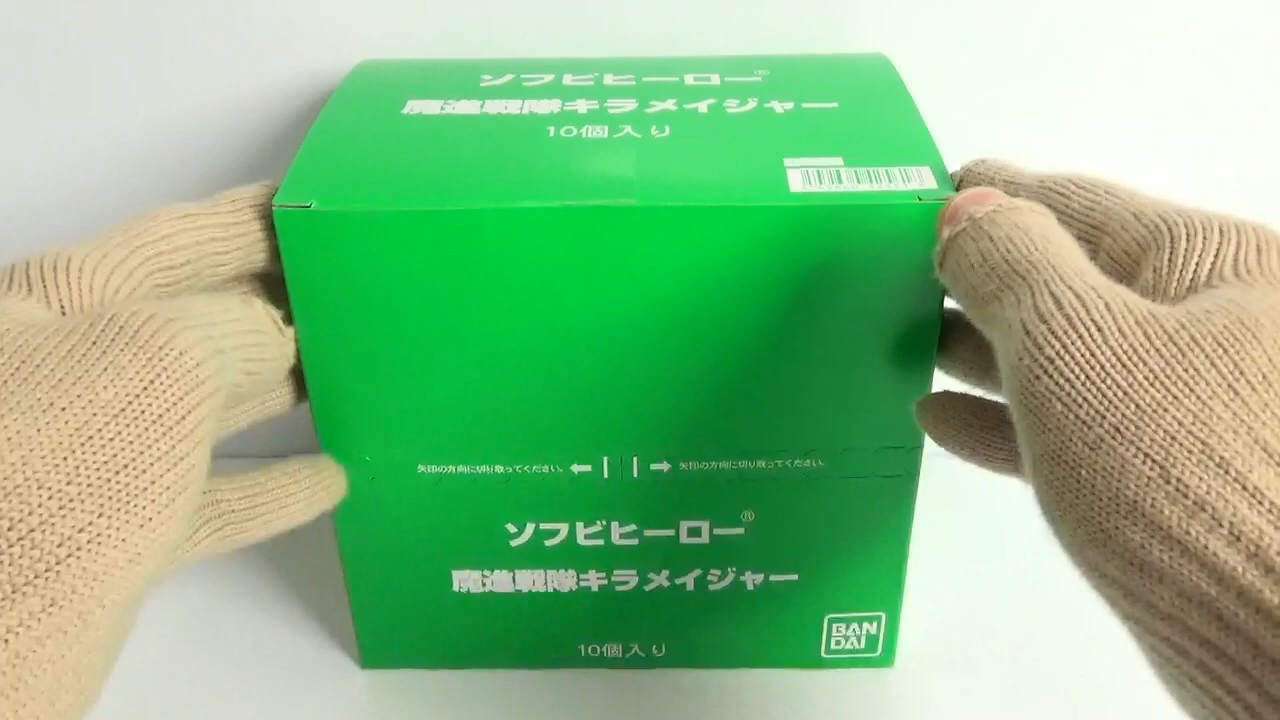 ソフビヒーロー®
魔進戦隊キラメイジャー
10個入り
矢印の方向に切り取ってください。 ← → 矢印の方向に切り取ってください。
ソフビヒーロー®
魔進戦隊キラメイジャー
10個入り
BAN
DAI